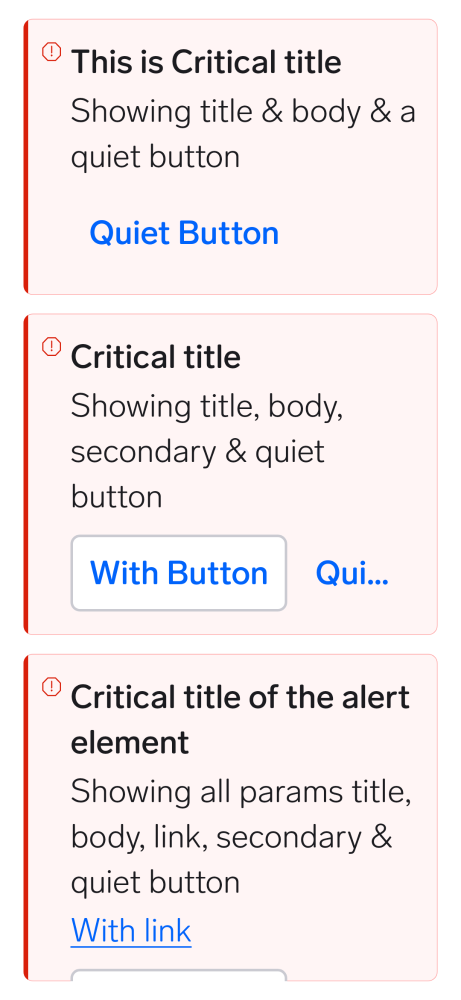 This is Critical title
Showing title & body & a
quiet button
Quiet Button
Critical title
Showing title, body,
secondary & quiet
button
With Button Qui...
Critical title of the alert
element
Showing all params title,
body, link, secondary &
quiet button
With link